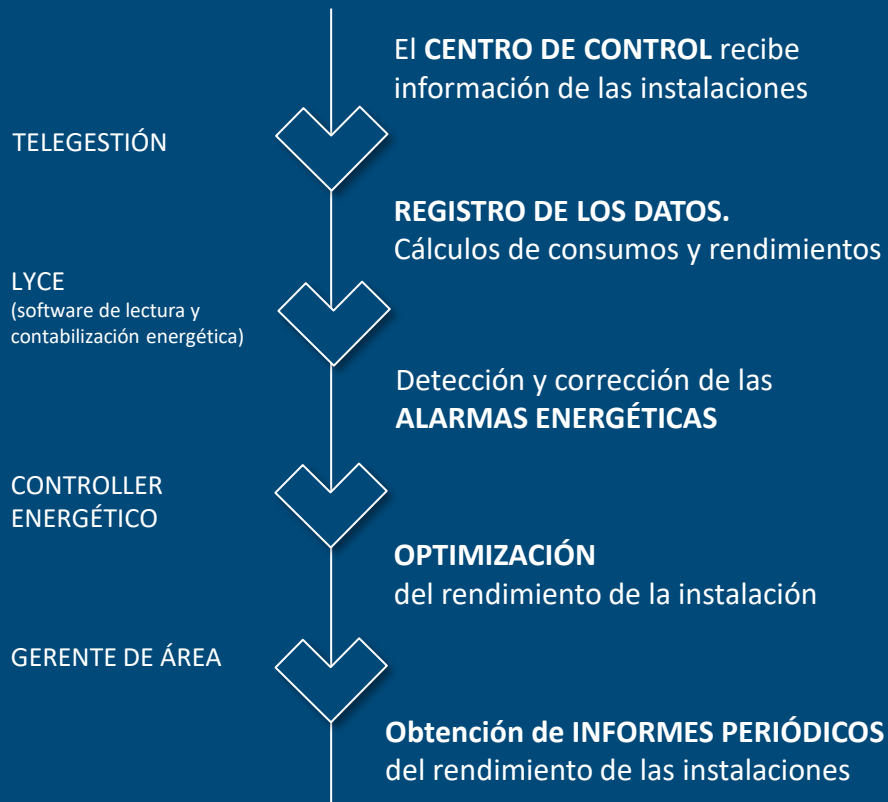 El CENTRO DE CONTROL recibe
información de las instalaciones
TELEGESTIÓN
REGISTRO DE LOS DATOS.
Cálculos de consumos y rendimientos
LYCE
(software de lectura y
contabilización energética)
Detección y corrección de las
ALARMAS ENERGÉTICAS
CONTROLLER
ENERGÉTICO
OPTIMIZACIÓN
del rendimiento de la instalación
GERENTE DE ÁREA
Obtención de INFORMES PERIÓDICOS
del rendimiento de las instalaciones